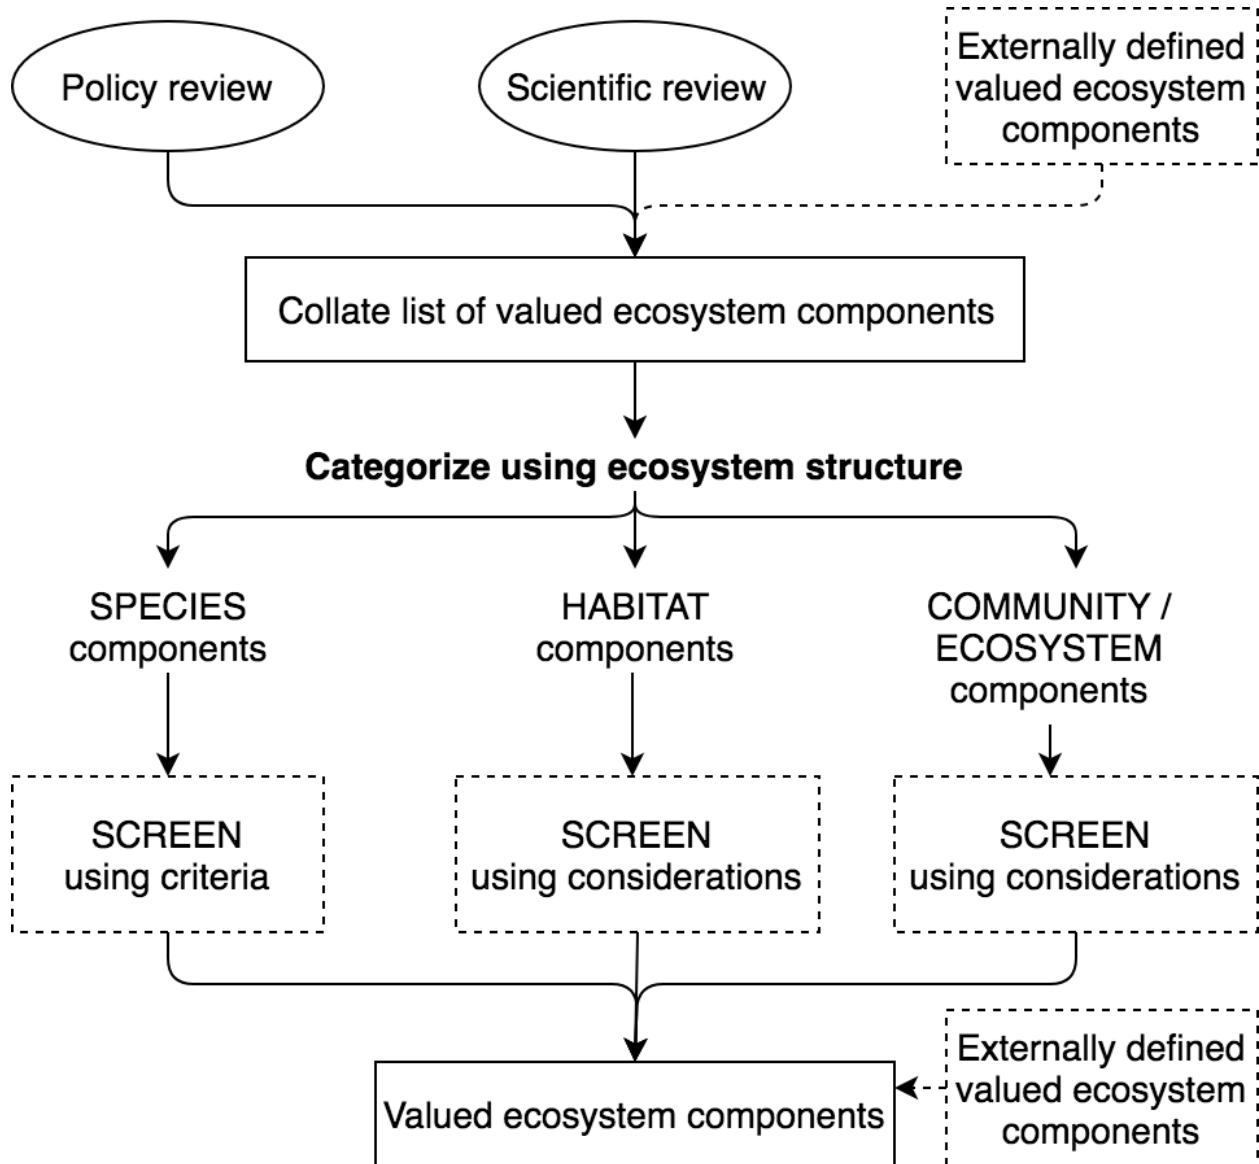 Policy review
Scientific review
Externally defined
valued ecosystem
components
Collate list of valued ecosystem components
Categorize using ecosystem structure
SPECIES
components
HABITAT
components
COMMUNITY /
ECOSYSTEM
components
SCREEN
using criteria
SCREEN
using considerations
SCREEN
using considerations
Valued ecosystem components
Externally defined
valued ecosystem
components